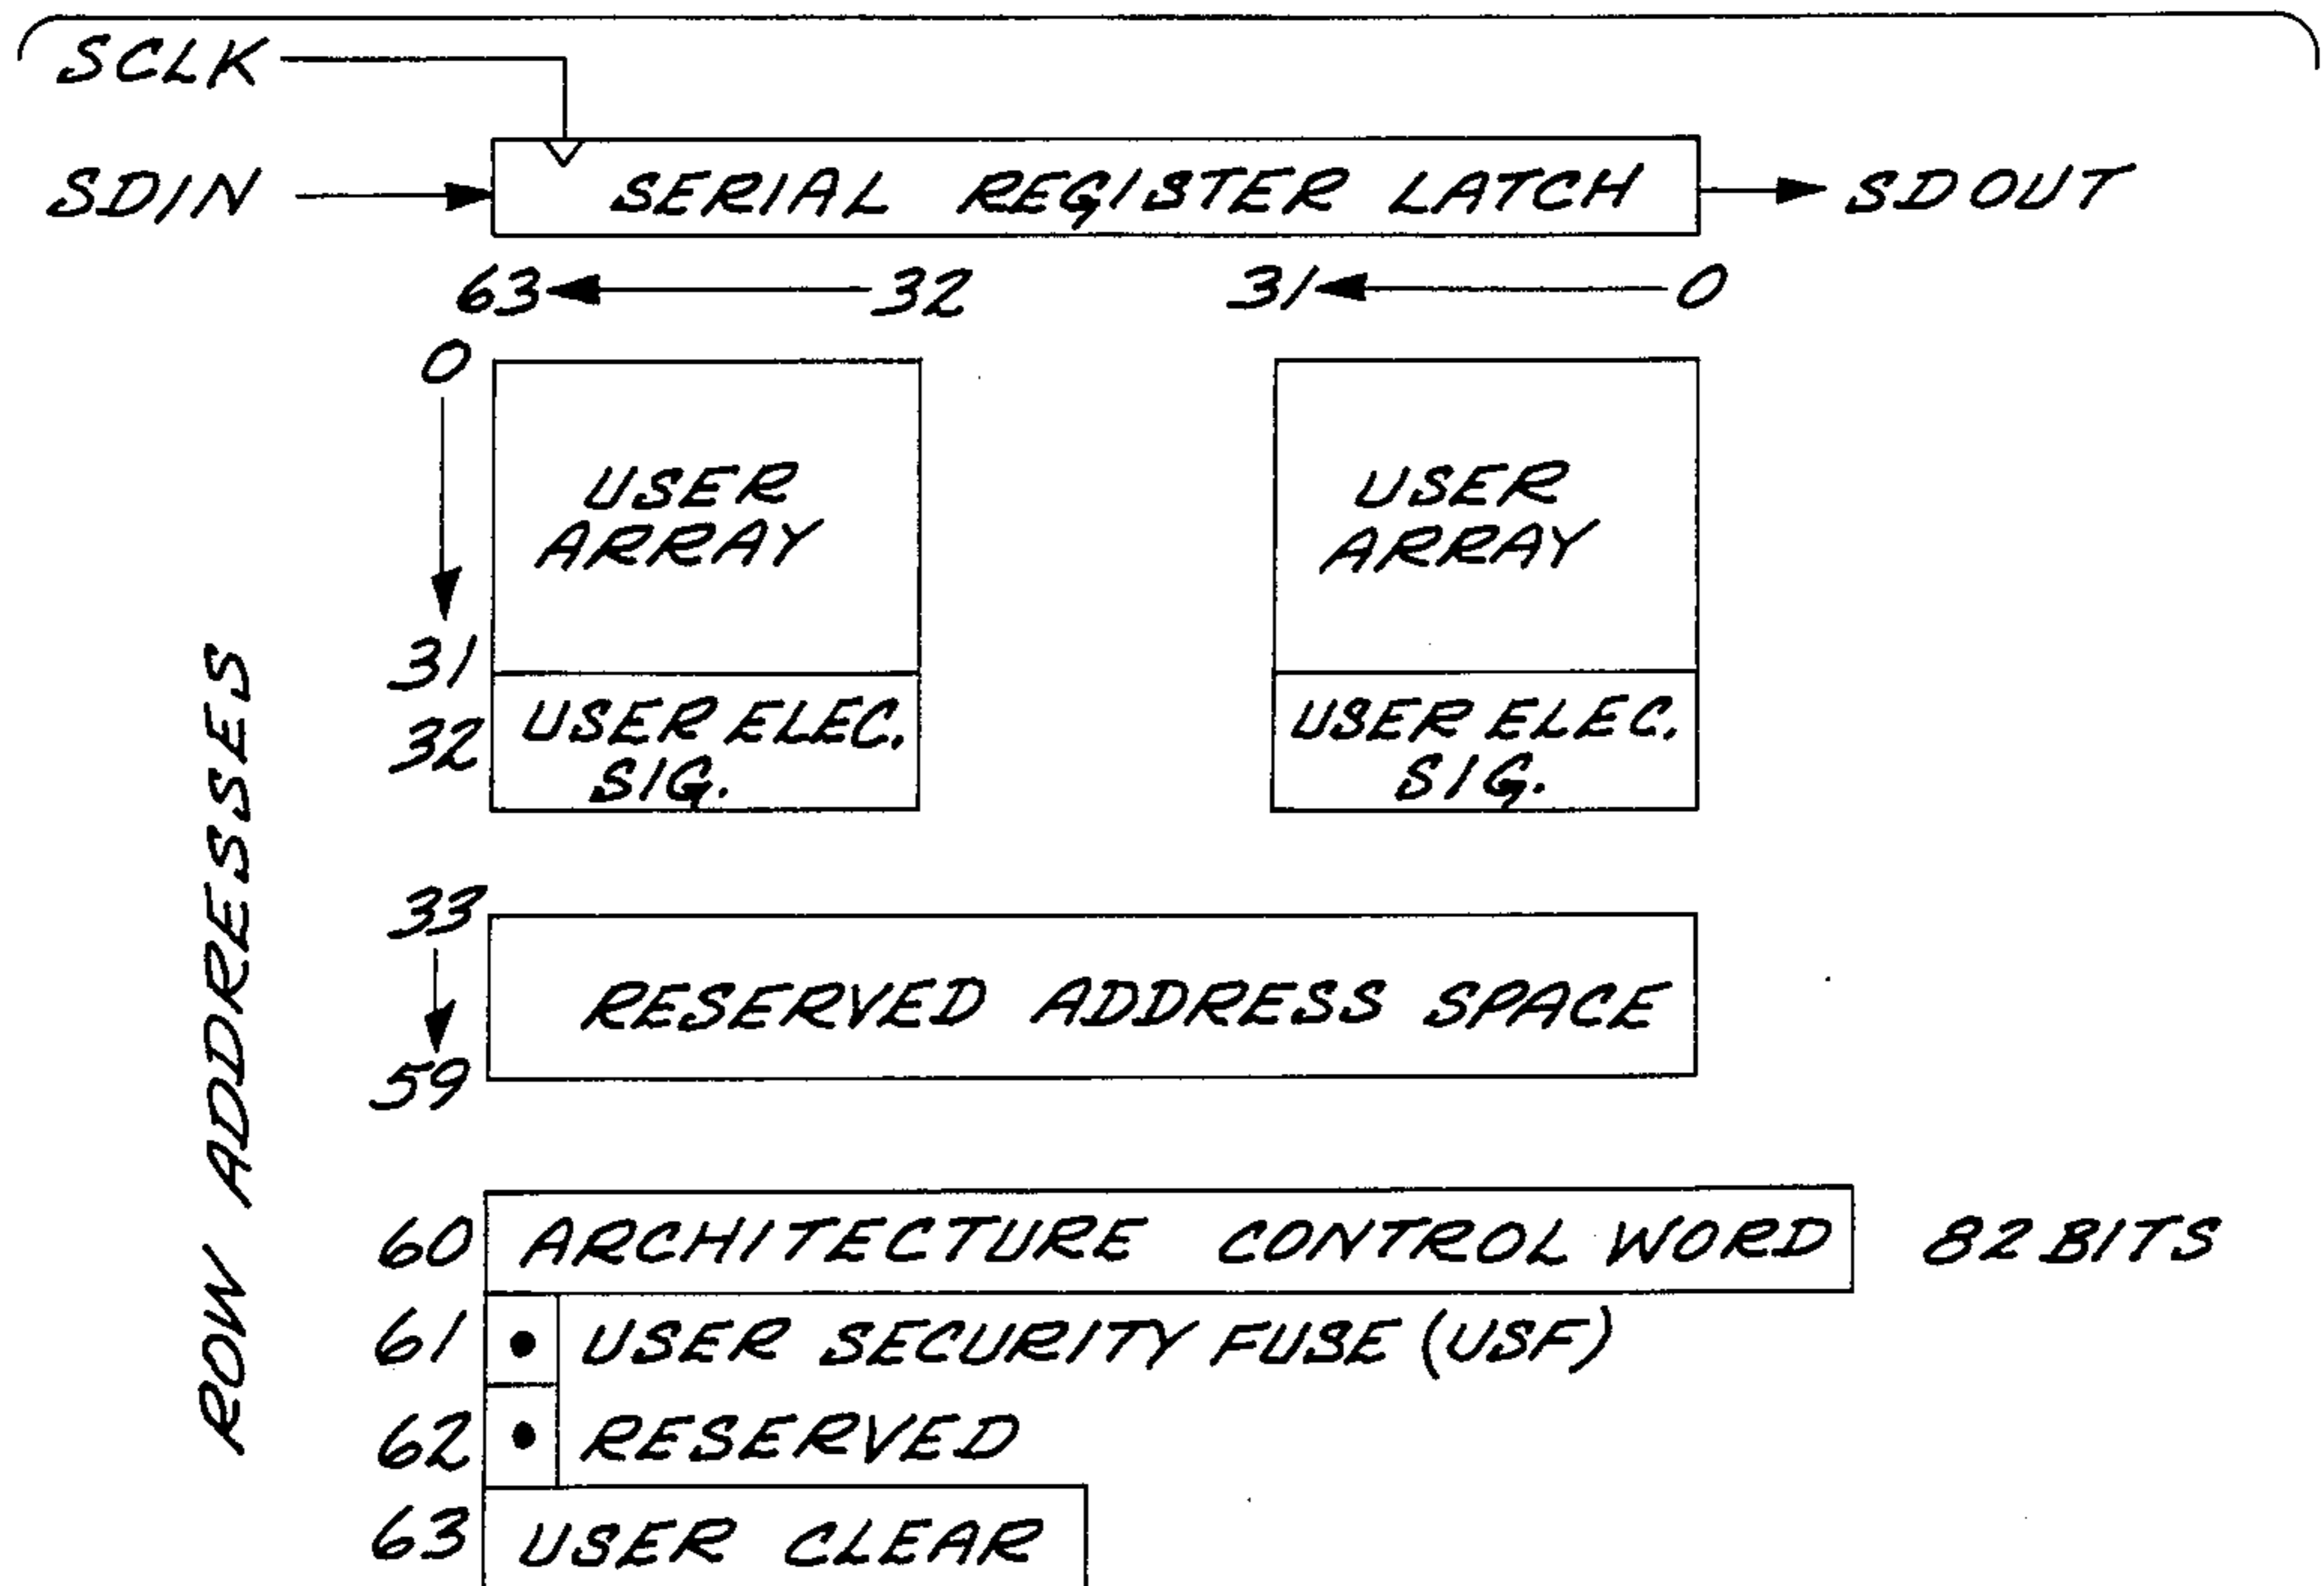 SCLK
SDIN SERIAL REGISTER LATCH SDOUT
63 32 31 0
0
USER
ARRAY
USER
ARRAY
31
32
USER ELEC.
SIG.
USER ELEC.
SIG.
33
RESERVED ADDRESS SPACE
59
ROW ADDRESSES
60 ARCHITECTURE CONTROL WORD 82 BITS
61 USER SECURITY FUSE (USF)
62 RESERVED
63 USER CLEAR